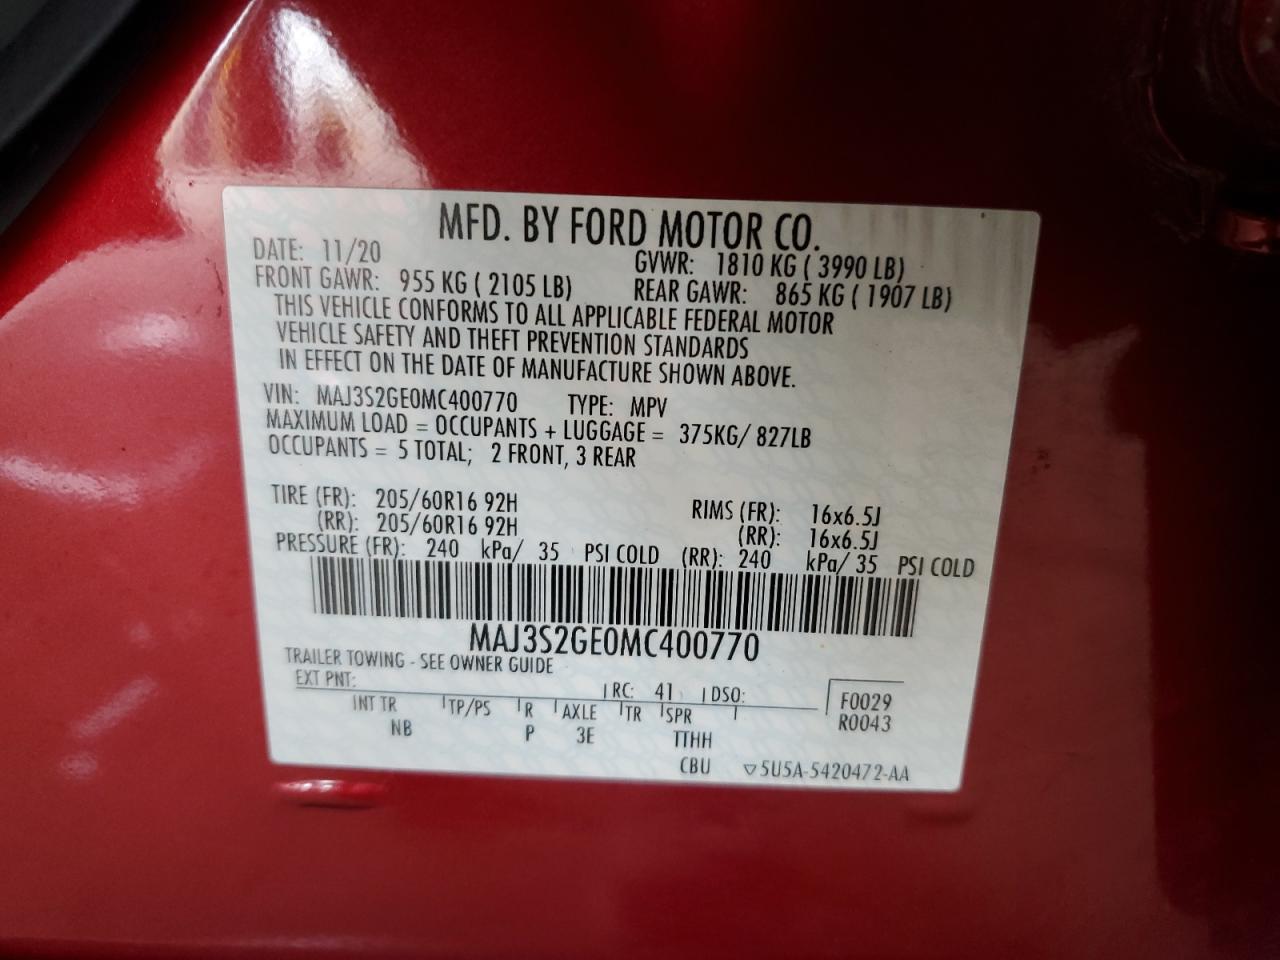 MFD. BY FORD MOTOR CO.
DATE: 11/20 GVWR: 1810 KG ( 3990 LB)
FRONT GAWR: 955 KG ( 2105 LB) REAR GAWR: 865 KG ( 1907 LB)
THIS VEHICLE CONFORMS TO ALL APPLICABLE FEDERAL MOTOR
VEHICLE SAFETY AND THEFT PREVENTION STANDARDS
IN EFFECT ON THE DATE OF MANUFACTURE SHOWN ABOVE.
VIN: MAJ3S2GE0MC400770 TYPE: MPV
MAXIMUM LOAD = OCCUPANTS + LUGGAGE = 375KG/ 827LB
OCCUPANTS = 5 TOTAL; 2 FRONT, 3 REAR
TIRE (FR): 205/60R16 92H RIMS (FR): 16x6.5J
(RR): 205/60R16 92H (RR): 16x6.5J
PRESSURE (FR): 240 kPa/ 35 PSI COLD (RR): 240 kPa/ 35 PSI COLD
MAJ3S2GE0MC400770
TRAILER TOWING - SEE OWNER GUIDE
EXT PNT: RC: 41 DSO: F0029
INT TR TP/PS R AXLE TR SPR R0043
NB P 3E TTHH
CBU ▽5U5A-5420472-AA